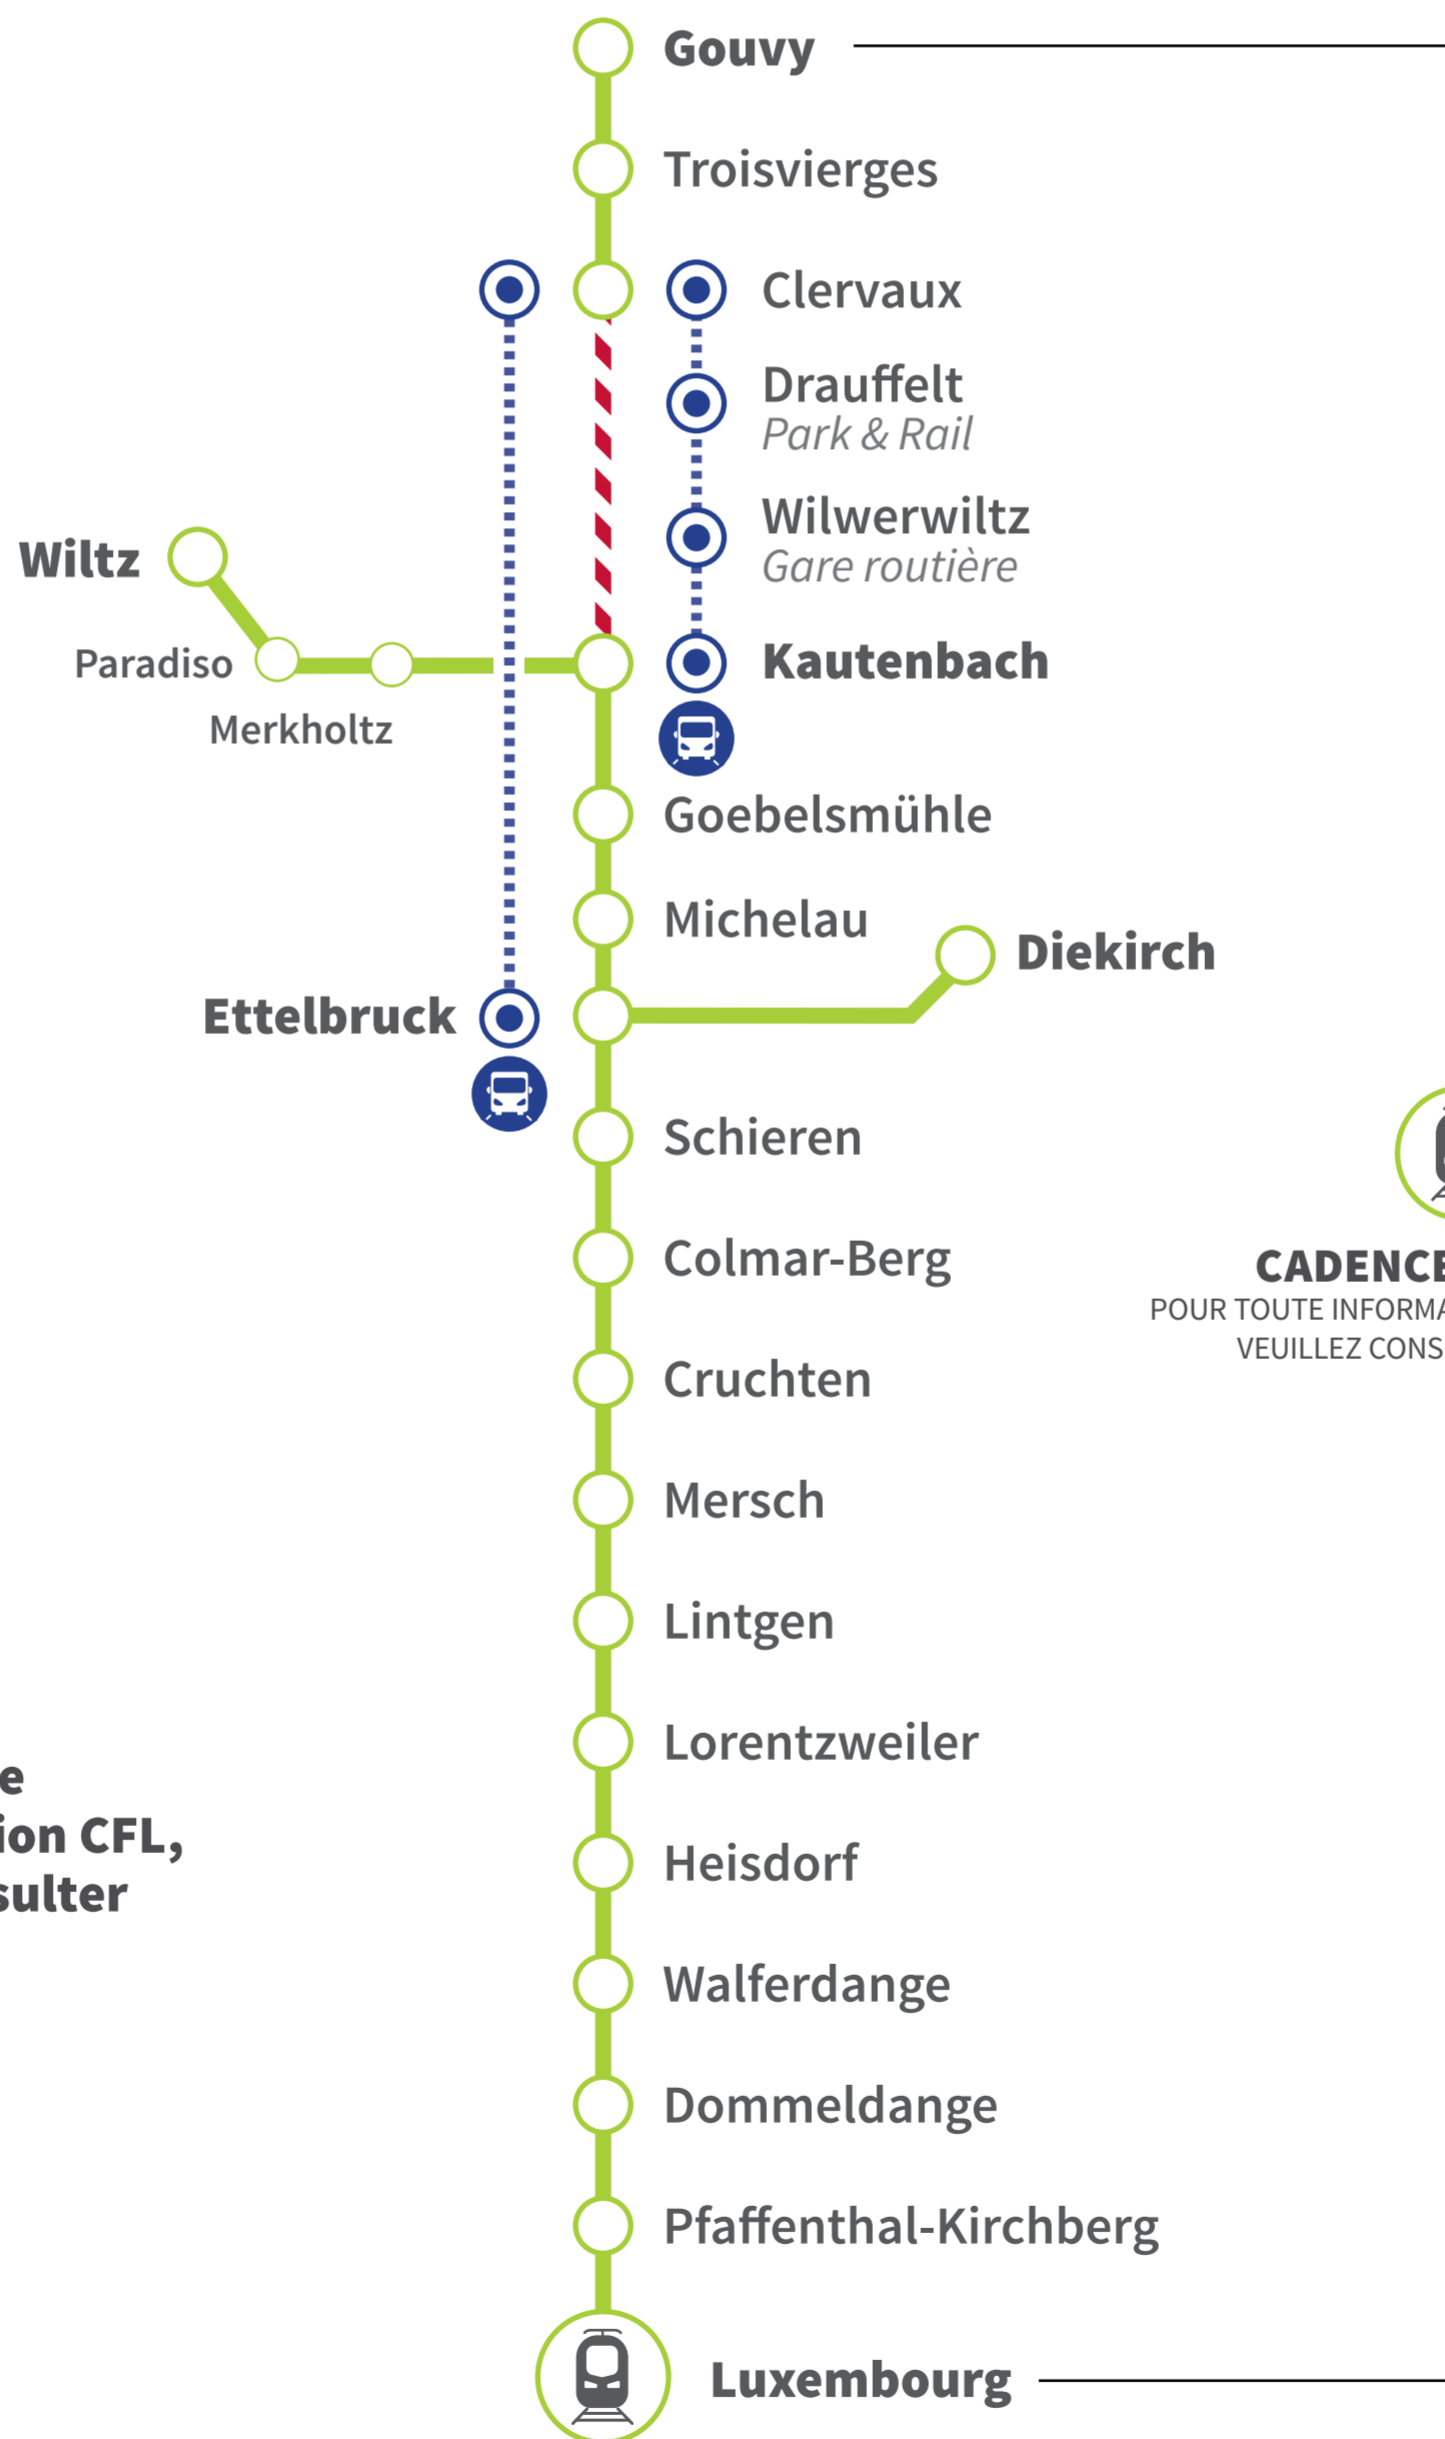 Gouvy
Troisvierges
Clervaux
Drauffelt
Park & Rail
Wilwerwiltz
Gare routière
Wiltz
Paradiso
Kautenbach
Merkholtz
Goebelsmühle
Michelau
Diekirch
Ettelbruck
Schieren
Colmar-Berg
CADENCE
POUR TOUTE INFORMA
VEUILLEZ CONS
Cruchten
Mersch
Lintgen
Lorentzweiler
e
ion CFL,
sulter
Heisdorf
Walferdange
Dommeldange
Pfaffenthal-Kirchberg
Luxembourg